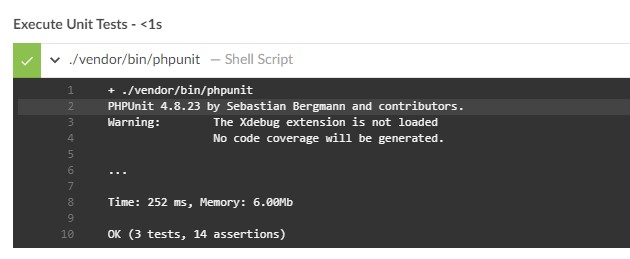 Execute Unit Tests - <1s
./vendor/bin/phpunit — Shell Script
1 + ./vendor/bin/phpunit
2 PHPUnit 4.8.23 by Sebastian Bergmann and contributors.
3 Warning: The Xdebug extension is not loaded
4 No code coverage will be generated.
5
6 ...
7
8 Time: 252 ms, Memory: 6.00Mb
9
10 OK (3 tests, 14 assertions)